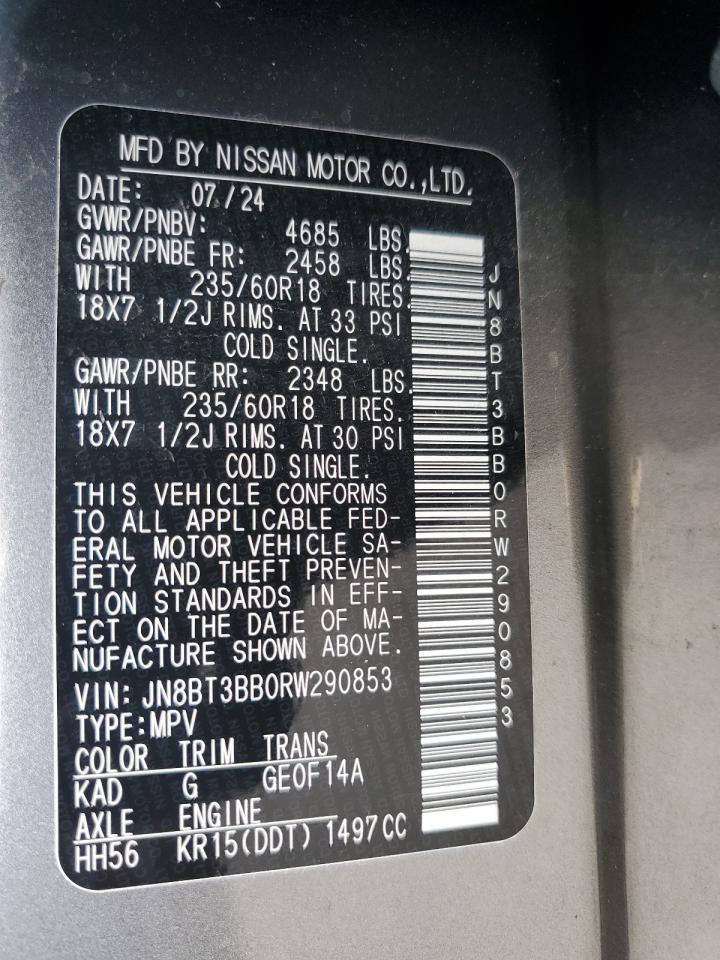 MFD BY NISSAN MOTOR CO.,LTD.
DATE: 07/24
GVWR/PNBV: 4685 LBS.
GAWR/PNBE FR: 2458 LBS.
WITH 235/60R18 TIRES.
18X7 1/2J RIMS. AT 33 PSI
COLD SINGLE.
GAWR/PNBE RR: 2348 LBS.
WITH 235/60R18 TIRES.
18X7 1/2J RIMS. AT 30 PSI
COLD SINGLE.
THIS VEHICLE CONFORMS
TO ALL APPLICABLE FED-
ERAL MOTOR VEHICLE SA-
FETY AND THEFT PREVEN-
TION STANDARDS IN EFF-
ECT ON THE DATE OF MA-
NUFACTURE SHOWN ABOVE.
VIN: JN8BT3BB0RW290853
TYPE:MPV
COLOR TRIM TRANS
KAD G GE0F14A
AXLE ENGINE
HH56 KR15(DDT) 1497CC
JN8BT3BB0RW290853